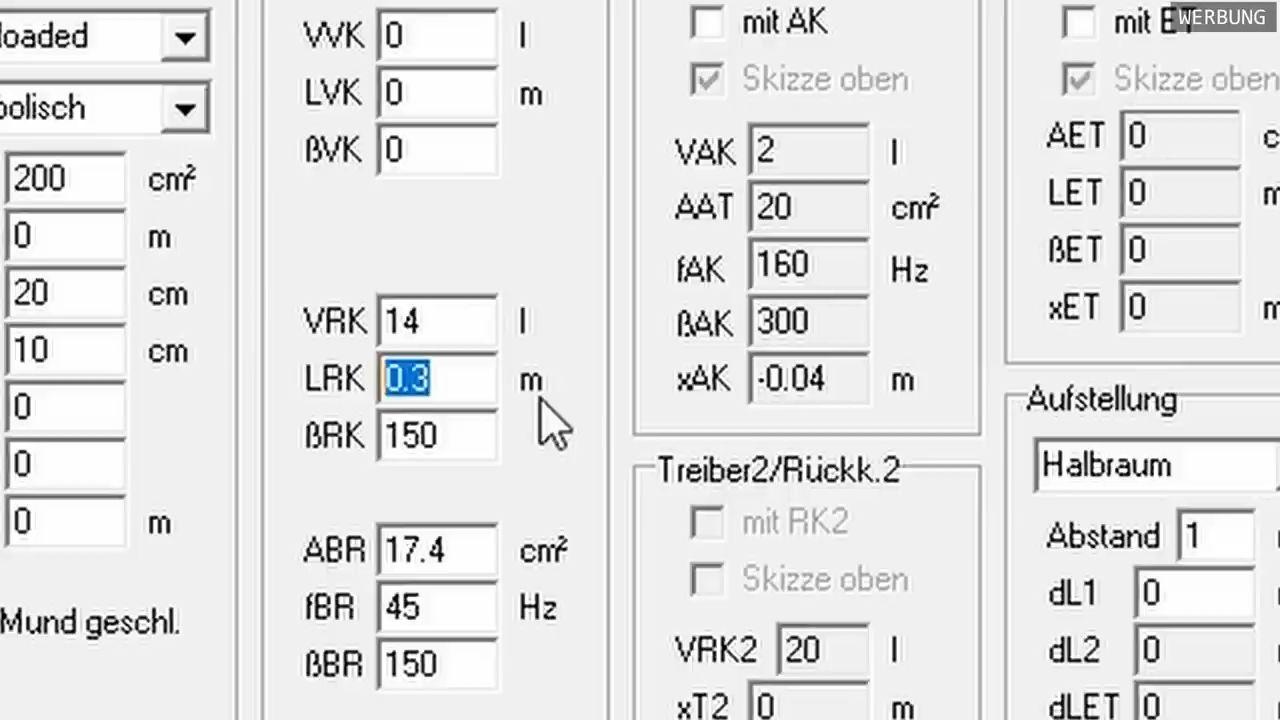 WERBUNG
loaded
bolisch
200 cm²
0 m
20 cm
10 cm
0
0
0 m
Mund geschl.
VVK 0 l
LVK 0 m
ßVK 0
VRK 14 l
LRK 0.3 m
ßRK 150
ABR 17.4 cm²
fBR 45 Hz
ßBR 150
mit AK
Skizze oben
VAK 2 l
AAT 20 cm²
fAK 160 Hz
ßAK 300
xAK -0.04 m
Treiber2/Rückk.2
mit RK2
Skizze oben
VRK2 20 l
xT2 0 m
mit ET
Skizze oben
AET 0 c
LET 0 m
ßET 0
xET 0 m
Aufstellung
Halbraum
Abstand 1
dL1 0
dL2 0
dLET 0